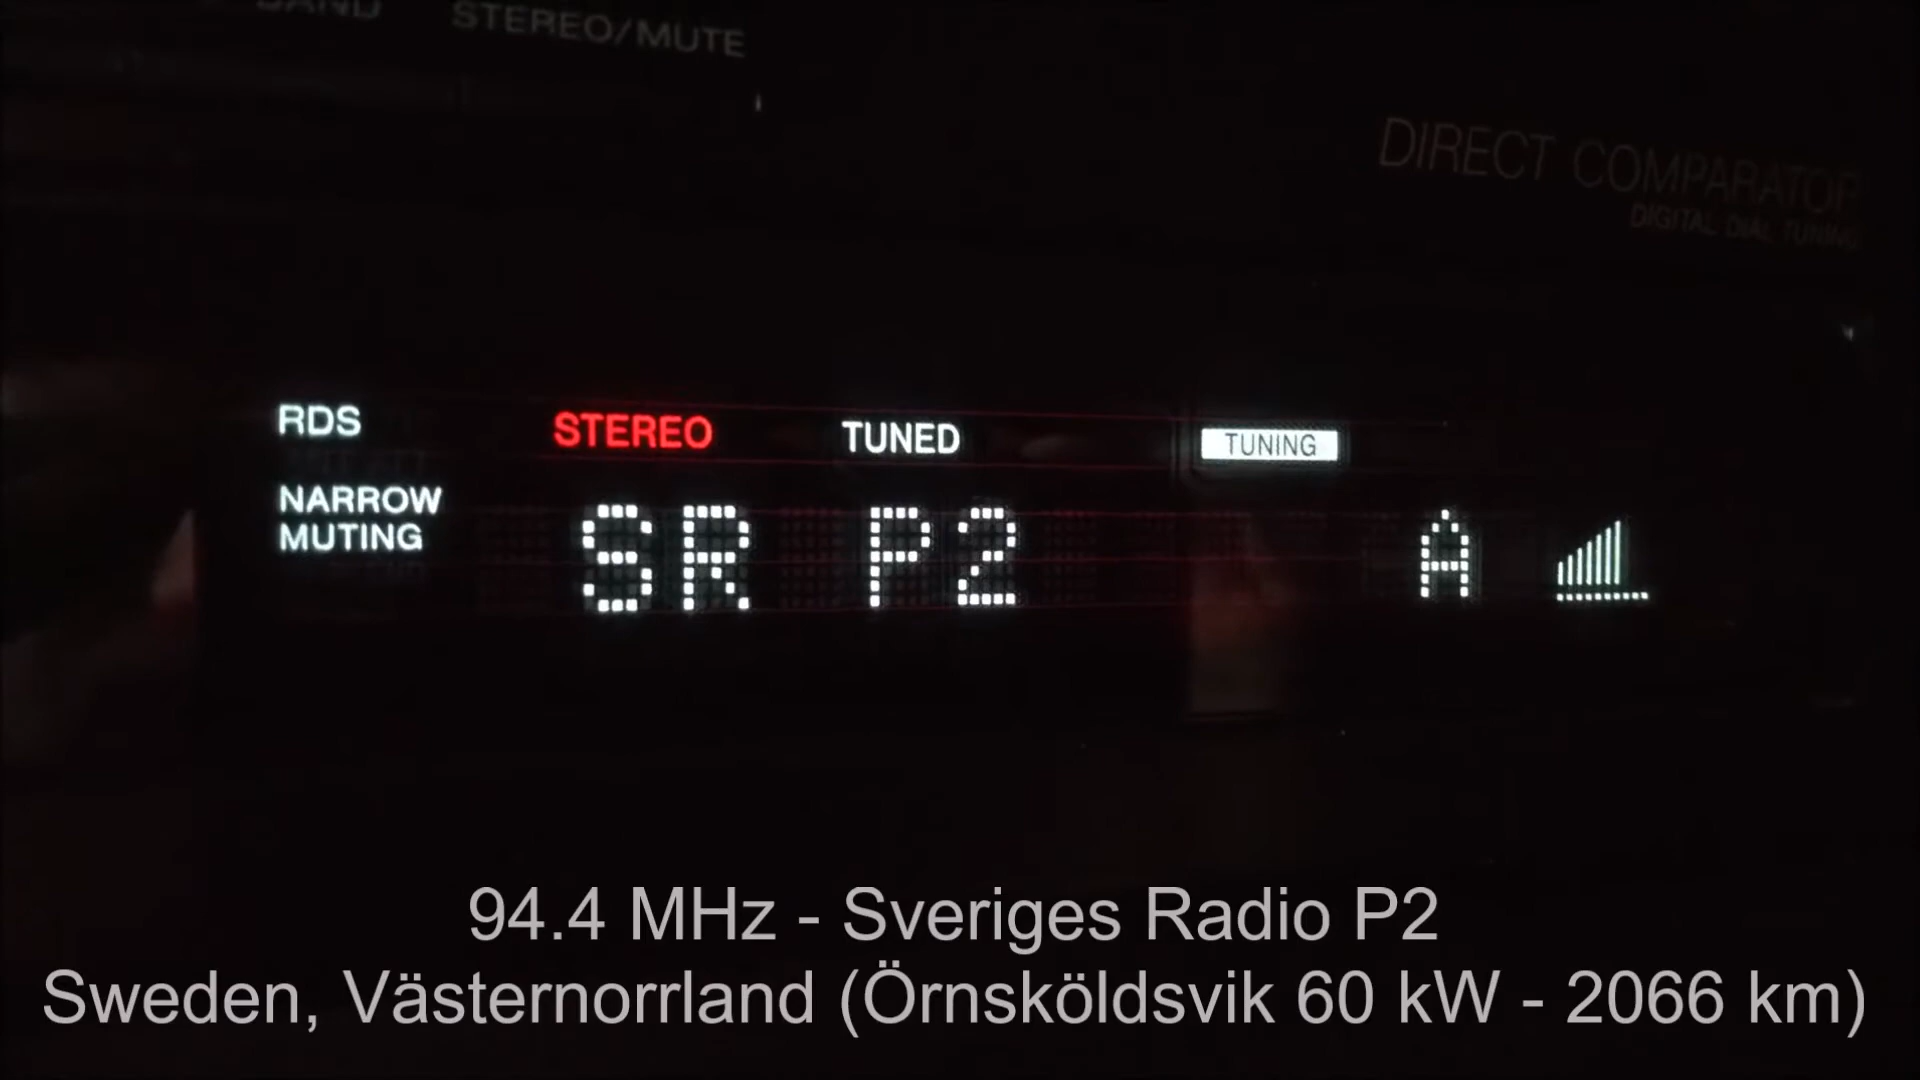 BAND
STEREO/MUTE
DIRECT COMPARATOR
DIGITAL DIAL TUNING
RDS STEREO TUNED TUNING
NARROW
MUTING
SR P2 A
94.4 MHz - Sveriges Radio P2
Sweden, Västernorrland (Örnsköldsvik 60 kW - 2066 km)